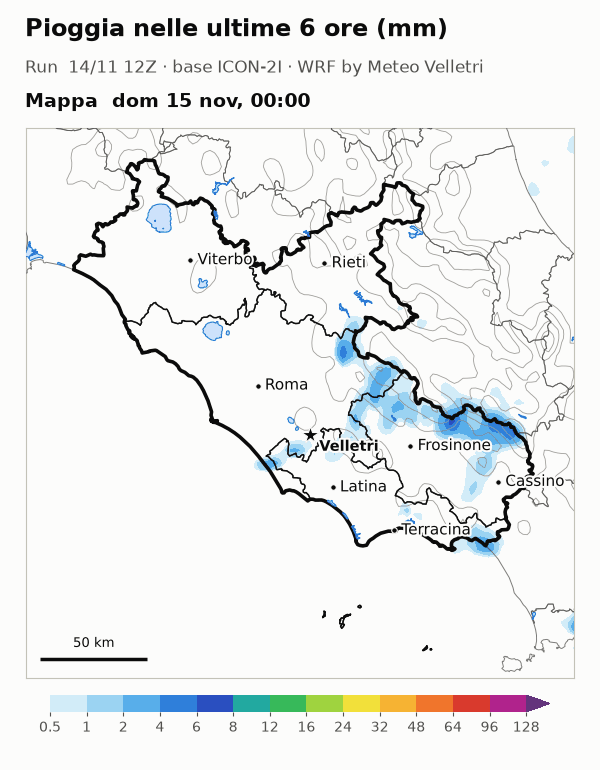 Pioggia nelle ultime 6 ore (mm)
Run  14/11 12Z · base ICON-2I · WRF by Meteo Velletri
Mappa  dom 15 nov, 00:00
Viterbo
Rieti
Roma
Velletri
Frosinone
Cassino
Latina
Terracina
50 km
0.5 1 2 4 6 8 12 16 24 32 48 64 96 128